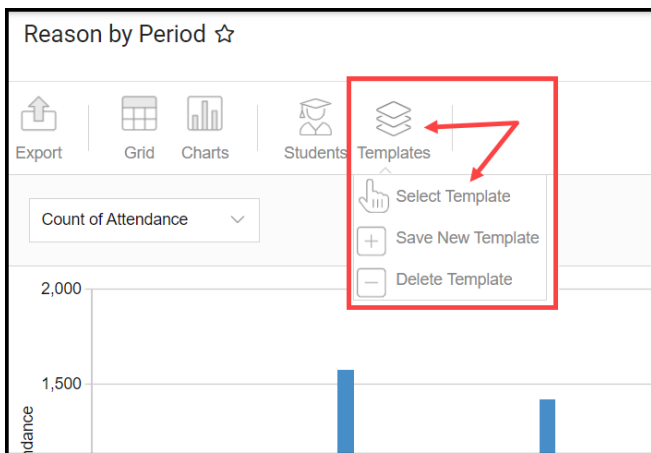 Reason by Period
Export
Grid
Charts
Students
Templates
Select Template
Save New Template
Delete Template
Count of Attendance
2,000
1,500